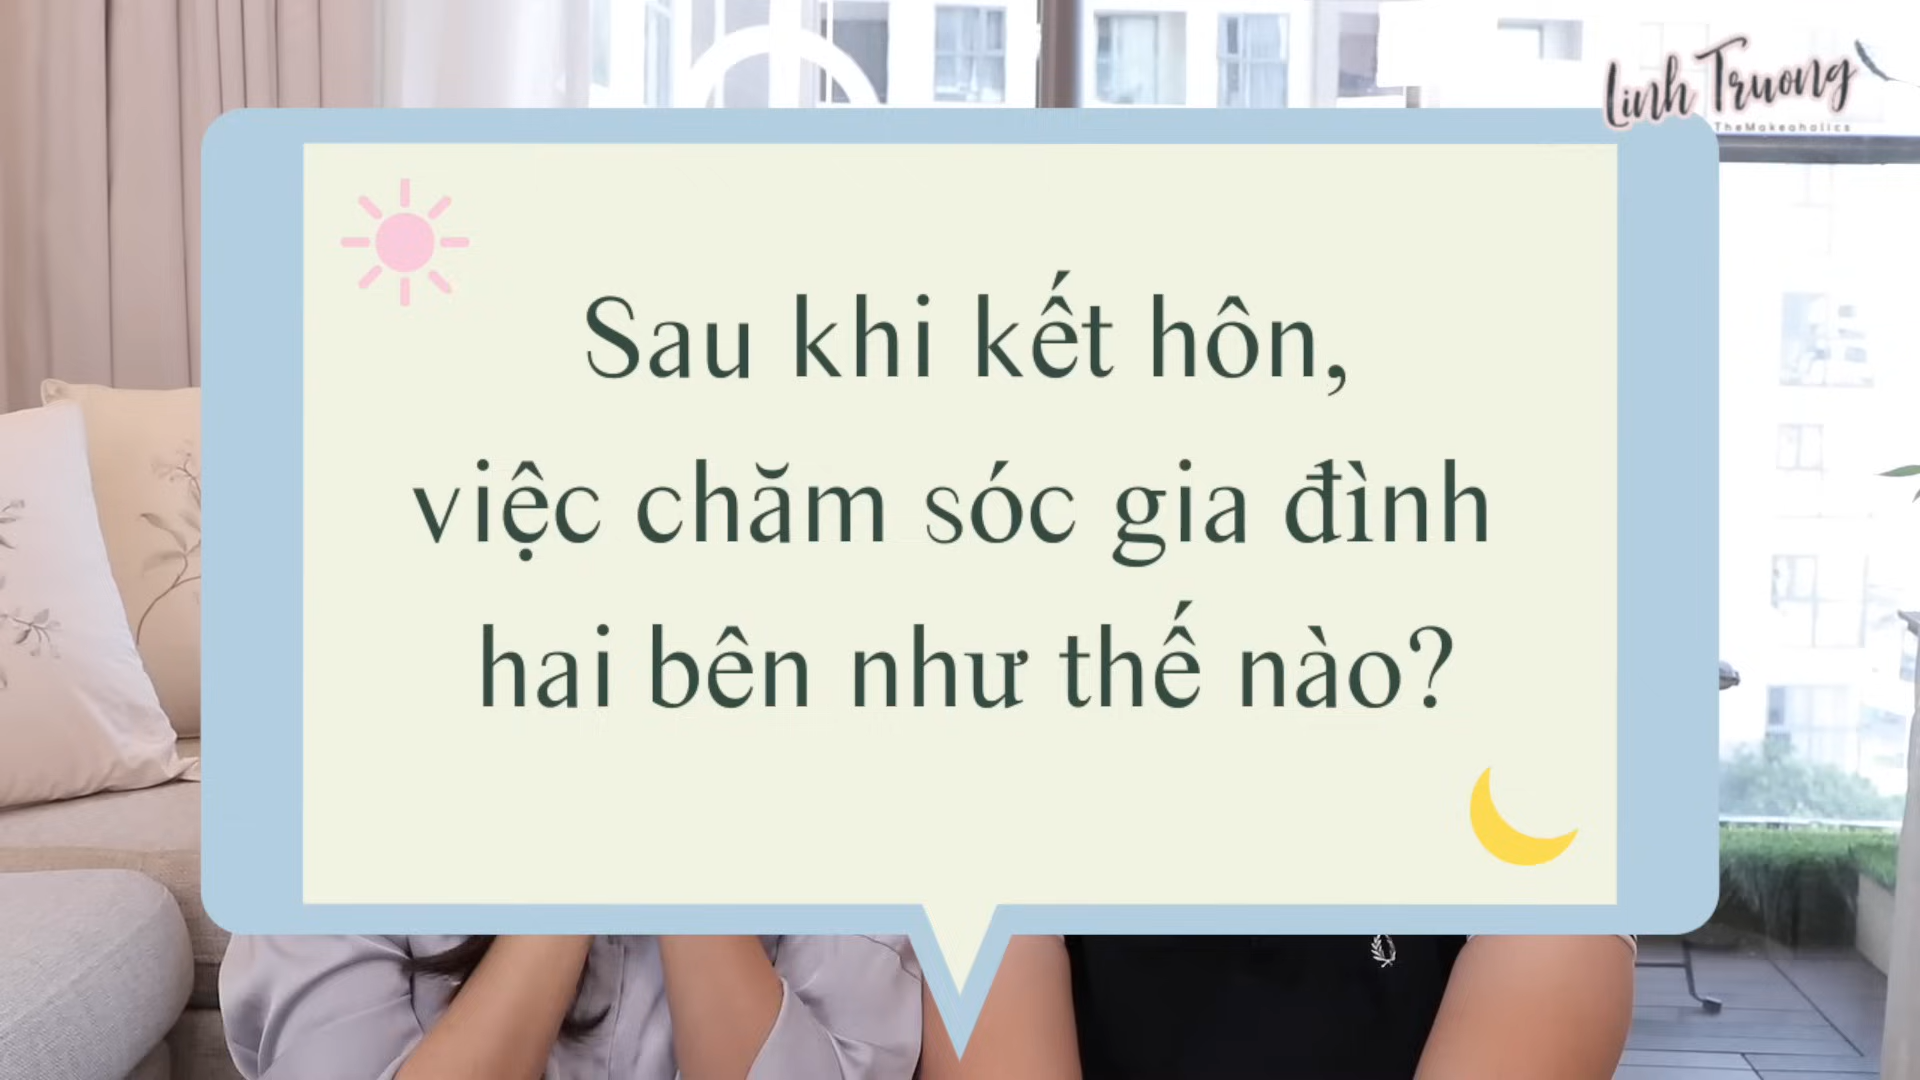 Linh Truong
TheMakeaholics
Sau khi kết hôn,
việc chăm sóc gia đình
hai bên như thế nào?